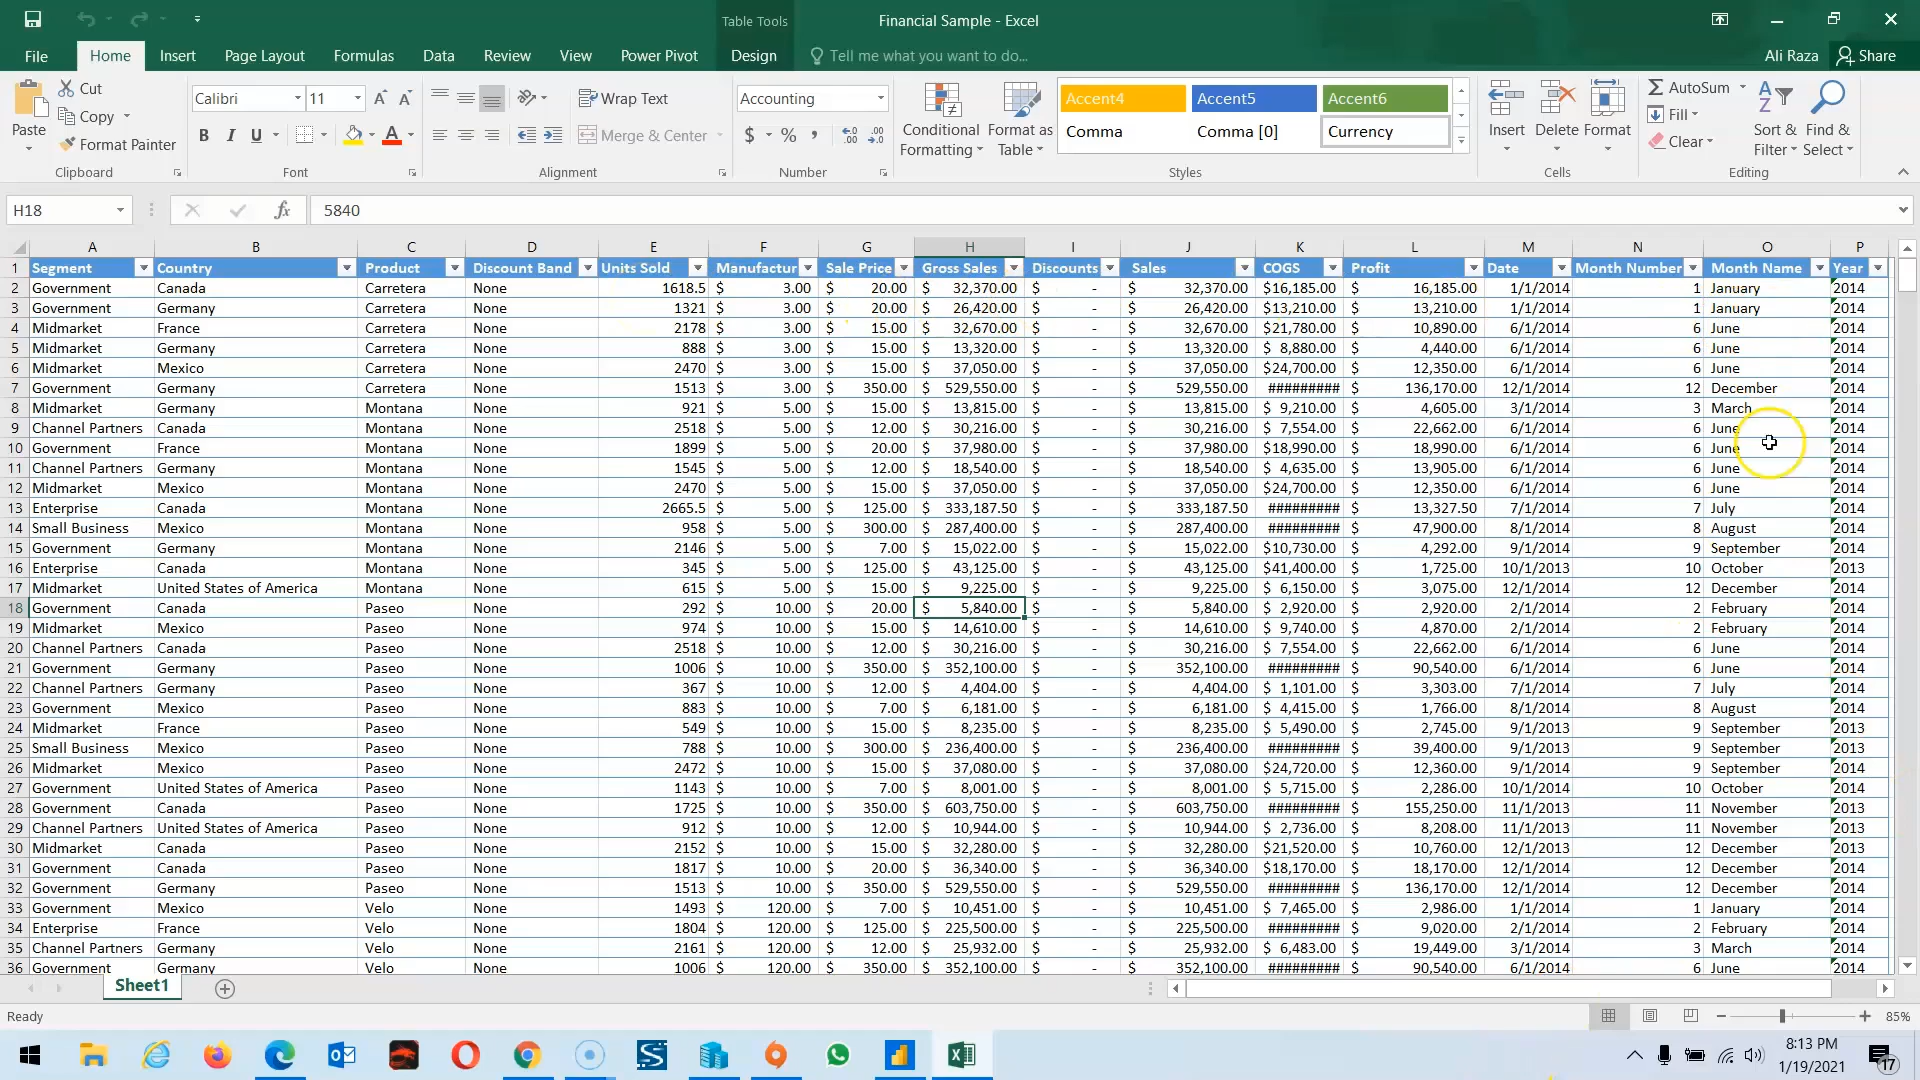 Table Tools
Financial Sample - Excel
File Home Insert Page Layout Formulas Data Review View Power Pivot Design Tell me what you want to do... Ali Raza Share
Paste Cut Copy Format Painter Clipboard
Calibri 11 B I U A A A Font
Wrap Text Merge & Center Alignment
Accounting $ % , Number
Conditional Formatting Format as Table
Accent4 Accent5 Accent6
Comma Comma [0] Currency
Styles
Insert Delete Format Cells
AutoSum Fill Clear Sort & Filter Find & Select Editing
H18 fx 5840
A B C D E F G H I J K L M N O P
1 Segment Country Product Discount Band Units Sold Manufactur Sale Price Gross Sales Discounts Sales COGS Profit Date Month Number Month Name Year
2 Government Canada Carretera None 1618.5 $ 3.00 $ 20.00 $ 32,370.00 $ - $ 32,370.00 $16,185.00 $ 16,185.00 1/1/2014 1 January 2014
3 Government Germany Carretera None 1321 $ 3.00 $ 20.00 $ 26,420.00 $ - $ 26,420.00 $13,210.00 $ 13,210.00 1/1/2014 1 January 2014
4 Midmarket France Carretera None 2178 $ 3.00 $ 15.00 $ 32,670.00 $ - $ 32,670.00 $21,780.00 $ 10,890.00 6/1/2014 6 June 2014
5 Midmarket Germany Carretera None 888 $ 3.00 $ 15.00 $ 13,320.00 $ - $ 13,320.00 $ 8,880.00 $ 4,440.00 6/1/2014 6 June 2014
6 Midmarket Mexico Carretera None 2470 $ 3.00 $ 15.00 $ 37,050.00 $ - $ 37,050.00 $24,700.00 $ 12,350.00 6/1/2014 6 June 2014
7 Government Germany Carretera None 1513 $ 3.00 $ 350.00 $ 529,550.00 $ - $ 529,550.00 ######### $ 136,170.00 12/1/2014 12 December 2014
8 Midmarket Germany Montana None 921 $ 5.00 $ 15.00 $ 13,815.00 $ - $ 13,815.00 $ 9,210.00 $ 4,605.00 3/1/2014 3 March 2014
9 Channel Partners Canada Montana None 2518 $ 5.00 $ 12.00 $ 30,216.00 $ - $ 30,216.00 $ 7,554.00 $ 22,662.00 6/1/2014 6 June 2014
10 Government France Montana None 1899 $ 5.00 $ 20.00 $ 37,980.00 $ - $ 37,980.00 $18,990.00 $ 18,990.00 6/1/2014 6 June 2014
11 Channel Partners Germany Montana None 1545 $ 5.00 $ 12.00 $ 18,540.00 $ - $ 18,540.00 $ 4,635.00 $ 13,905.00 6/1/2014 6 June 2014
12 Midmarket Mexico Montana None 2470 $ 5.00 $ 15.00 $ 37,050.00 $ - $ 37,050.00 $24,700.00 $ 12,350.00 6/1/2014 6 June 2014
13 Enterprise Canada Montana None 2665.5 $ 5.00 $ 125.00 $ 333,187.50 $ - $ 333,187.50 ######### $ 13,327.50 7/1/2014 7 July 2014
14 Small Business Mexico Montana None 958 $ 5.00 $ 300.00 $ 287,400.00 $ - $ 287,400.00 ######### $ 47,900.00 8/1/2014 8 August 2014
15 Government Germany Montana None 2146 $ 5.00 $ 7.00 $ 15,022.00 $ - $ 15,022.00 $10,730.00 $ 4,292.00 9/1/2014 9 September 2014
16 Enterprise Canada Montana None 345 $ 5.00 $ 125.00 $ 43,125.00 $ - $ 43,125.00 $41,400.00 $ 1,725.00 10/1/2013 10 October 2013
17 Midmarket United States of America Montana None 615 $ 5.00 $ 15.00 $ 9,225.00 $ - $ 9,225.00 $ 6,150.00 $ 3,075.00 12/1/2014 12 December 2014
18 Government Canada Paseo None 292 $ 10.00 $ 20.00 $ 5,840.00 $ - $ 5,840.00 $ 2,920.00 $ 2,920.00 2/1/2014 2 February 2014
19 Midmarket Mexico Paseo None 974 $ 10.00 $ 15.00 $ 14,610.00 $ - $ 14,610.00 $ 9,740.00 $ 4,870.00 2/1/2014 2 February 2014
20 Channel Partners Canada Paseo None 2518 $ 10.00 $ 12.00 $ 30,216.00 $ - $ 30,216.00 $ 7,554.00 $ 22,662.00 6/1/2014 6 June 2014
21 Government Germany Paseo None 1006 $ 10.00 $ 350.00 $ 352,100.00 $ - $ 352,100.00 ######### $ 90,540.00 6/1/2014 6 June 2014
22 Channel Partners Germany Paseo None 367 $ 10.00 $ 12.00 $ 4,404.00 $ - $ 4,404.00 $ 1,101.00 $ 3,303.00 7/1/2014 7 July 2014
23 Government Mexico Paseo None 883 $ 10.00 $ 7.00 $ 6,181.00 $ - $ 6,181.00 $ 4,415.00 $ 1,766.00 8/1/2014 8 August 2014
24 Midmarket France Paseo None 549 $ 10.00 $ 15.00 $ 8,235.00 $ - $ 8,235.00 $ 5,490.00 $ 2,745.00 9/1/2013 9 September 2013
25 Small Business Mexico Paseo None 788 $ 10.00 $ 300.00 $ 236,400.00 $ - $ 236,400.00 ######### $ 39,400.00 9/1/2013 9 September 2013
26 Midmarket Mexico Paseo None 2472 $ 10.00 $ 15.00 $ 37,080.00 $ - $ 37,080.00 $24,720.00 $ 12,360.00 9/1/2014 9 September 2014
27 Government United States of America Paseo None 1143 $ 10.00 $ 7.00 $ 8,001.00 $ - $ 8,001.00 $ 5,715.00 $ 2,286.00 10/1/2014 10 October 2014
28 Government Canada Paseo None 1725 $ 10.00 $ 350.00 $ 603,750.00 $ - $ 603,750.00 ######### $ 155,250.00 11/1/2013 11 November 2013
29 Channel Partners United States of America Paseo None 912 $ 10.00 $ 12.00 $ 10,944.00 $ - $ 10,944.00 $ 2,736.00 $ 8,208.00 11/1/2013 11 November 2013
30 Midmarket Canada Paseo None 2152 $ 10.00 $ 15.00 $ 32,280.00 $ - $ 32,280.00 $21,520.00 $ 10,760.00 12/1/2013 12 December 2013
31 Government Canada Paseo None 1817 $ 10.00 $ 20.00 $ 36,340.00 $ - $ 36,340.00 $18,170.00 $ 18,170.00 12/1/2014 12 December 2014
32 Government Germany Paseo None 1513 $ 10.00 $ 350.00 $ 529,550.00 $ - $ 529,550.00 ######### $ 136,170.00 12/1/2014 12 December 2014
33 Government Mexico Velo None 1493 $ 120.00 $ 7.00 $ 10,451.00 $ - $ 10,451.00 $ 7,465.00 $ 2,986.00 1/1/2014 1 January 2014
34 Enterprise France Velo None 1804 $ 120.00 $ 125.00 $ 225,500.00 $ - $ 225,500.00 ######### $ 9,020.00 2/1/2014 2 February 2014
35 Channel Partners Germany Velo None 2161 $ 120.00 $ 12.00 $ 25,932.00 $ - $ 25,932.00 $ 6,483.00 $ 19,449.00 3/1/2014 3 March 2014
36 Government Germany Velo None 1006 $ 120.00 $ 350.00 $ 352,100.00 $ - $ 352,100.00 ######### $ 90,540.00 6/1/2014 6 June 2014
Sheet1
Ready 85%
8:13 PM
1/19/2021
17